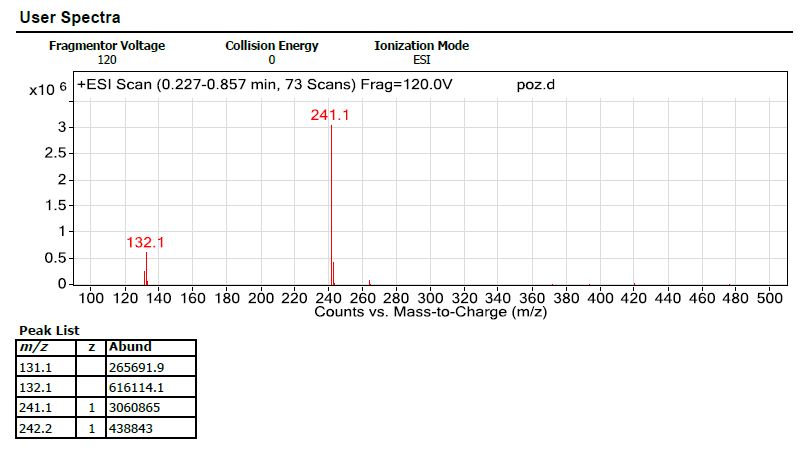 User Spectra
Fragmentor Voltage Collision Energy Ionization Mode
120 0 ESI
x10 6 +ESI Scan (0.227-0.857 min, 73 Scans) Frag=120.0V poz.d
241.1
3
2.5
2
1.5
1
132.1
0.5
0
100 120 140 160 180 200 220 240 260 280 300 320 340 360 380 400 420 440 460 480 500
Counts vs. Mass-to-Charge (m/z)
Peak List
m/z z Abund
131.1 265691.9
132.1 616114.1
241.1 1 3060865
242.2 1 438843